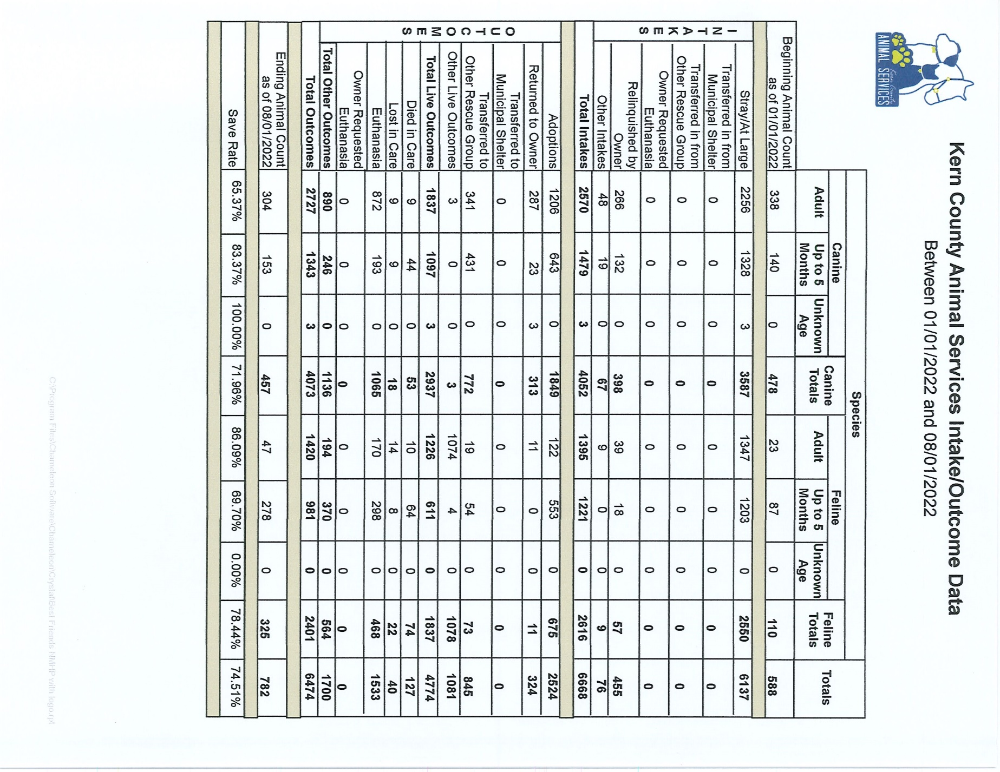 Kern County
ANIMAL SERVICES
Kern County Animal Services Intake/Outcome Data
Between 01/01/2022 and 08/01/2022
Species
Canine Canine Totals Feline Feline Totals Totals
Adult Up to 5 Months Unknown Age Adult Up to 5 Months Unknown Age
Beginning Animal Count
as of 01/01/2022 338 140 0 478 23 87 0 110 588
INTAKES
Stray/At Large 2256 1328 3 3587 1347 1203 0 2550 6137
Transferred in from
Municipal Shelter 0 0 0 0 0 0 0 0 0
Transferred in from
Other Rescue Group 0 0 0 0 0 0 0 0 0
Owner Requested
Euthanasia 0 0 0 0 0 0 0 0 0
Relinquished by
Owner 266 132 0 398 39 18 0 57 455
Other Intakes 48 19 0 67 9 0 0 9 76
Total Intakes 2570 1479 3 4052 1395 1221 0 2616 6668
OUTCOMES
Adoptions 1206 643 0 1849 122 553 0 675 2524
Returned to Owner 287 23 3 313 11 0 0 11 324
Transferred to
Municipal Shelter 0 0 0 0 0 0 0 0 0
Transferred to
Other Rescue Group 341 431 0 772 19 54 0 73 845
Other Live Outcomes 3 0 0 3 1074 4 0 1078 1081
Total Live Outcomes 1837 1097 3 2937 1226 611 0 1837 4774
Died in Care 9 44 0 53 10 64 0 74 127
Lost in Care 9 9 0 18 14 8 0 22 40
Euthanasia 872 193 0 1065 170 298 0 468 1533
Owner Requested
Euthanasia 0 0 0 0 0 0 0 0 0
Total Other Outcomes 890 246 0 1136 194 370 0 564 1700
Total Outcomes 2727 1343 3 4073 1420 981 0 2401 6474
Ending Animal Count
as of 08/01/2022 304 153 0 457 47 278 0 325 782
Save Rate 65.37% 83.37% 100.00% 71.96% 86.09% 69.70% 0.00% 78.44% 74.51%
C:\Program Files\Chameleon Software\Chameleon\Crystal\Best Friends NMHP with logo.rpt